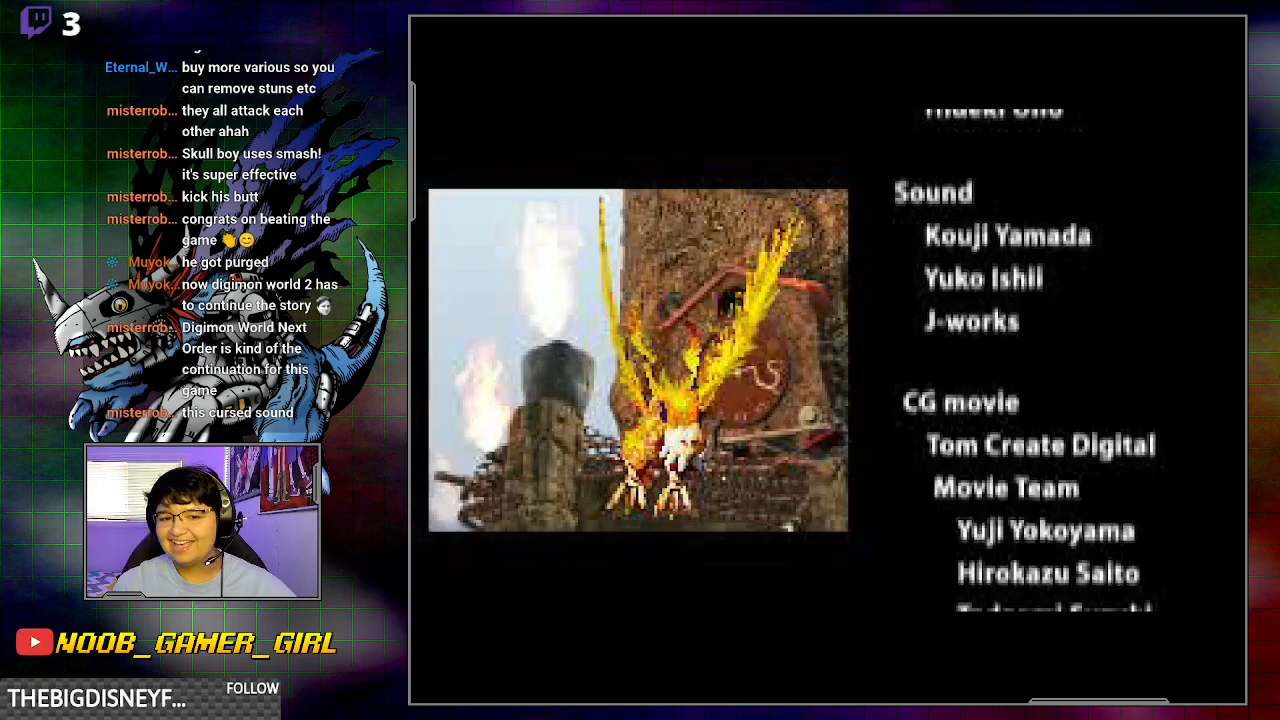 3
Eternal_W... buy more various so you
can remove stuns etc
misterrob... they all attack each
other ahah
misterrob... Skull boy uses smash!
it's super effective
misterrob... kick his butt
misterrob... congrats on beating the
game 👏😊
Muyok... he got purged
Muyok... now digimon world 2 has
to continue the story
misterrob... Digimon World Next
Order is kind of the
continuation for this
game
misterrob... this cursed sound
NOOB_GAMER_GIRL
FOLLOW
THEBIGDISNEYF...
Sound
Kouji Yamada
Yuko Ishii
J-works
CG movie
Tom Create Digital
Movie Team
Yuji Yokoyama
Hirokazu Saito